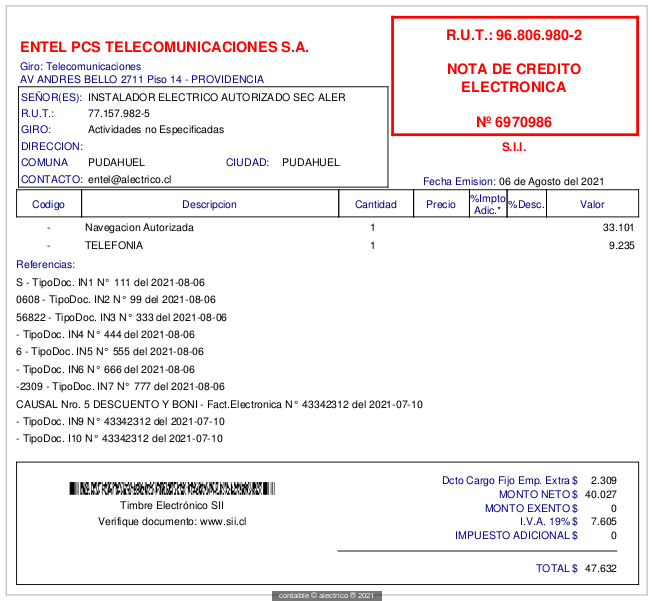 ENTEL PCS TELECOMUNICACIONES S.A.
Giro: Telecomunicaciones
AV ANDRES BELLO 2711 Piso 14 - PROVIDENCIA
R.U.T.: 96.806.980-2
NOTA DE CREDITO
ELECTRONICA
Nº 6970986
S.I.I.
SEÑOR(ES): INSTALADOR ELECTRICO AUTORIZADO SEC ALER
R.U.T.: 77.157.982-5
GIRO: Actividades no Especificadas
DIRECCION:
COMUNA PUDAHUEL CIUDAD: PUDAHUEL
CONTACTO: entel@alectrico.cl
Fecha Emision: 06 de Agosto del 2021
Codigo Descripcion Cantidad Precio %Impto Adic.* %Desc. Valor
- Navegacion Autorizada 1 33.101
- TELEFONIA 1 9.235
Referencias:
S - TipoDoc. IN1 N° 111 del 2021-08-06
0608 - TipoDoc. IN2 N° 99 del 2021-08-06
56822 - TipoDoc. IN3 N° 333 del 2021-08-06
- TipoDoc. IN4 N° 444 del 2021-08-06
6 - TipoDoc. IN5 N° 555 del 2021-08-06
- TipoDoc. IN6 N° 666 del 2021-08-06
-2309 - TipoDoc. IN7 N° 777 del 2021-08-06
CAUSAL Nro. 5 DESCUENTO Y BONI - Fact.Electronica N° 43342312 del 2021-07-10
- TipoDoc. IN9 N° 43342312 del 2021-07-10
- TipoDoc. I10 N° 43342312 del 2021-07-10
Timbre Electrónico SII
Verifique documento: www.sii.cl
Dcto Cargo Fijo Emp. Extra $ 2.309
MONTO NETO $ 40.027
MONTO EXENTO $ 0
I.V.A. 19% $ 7.605
IMPUESTO ADICIONAL $ 0
TOTAL $ 47.632
contaible © alectrico ® 2021